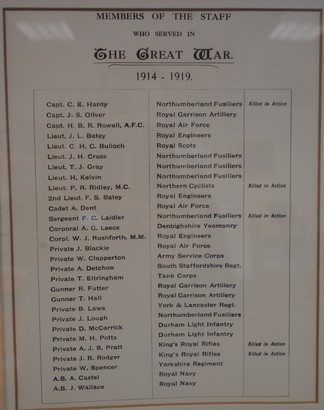 MEMBERS OF THE STAFF
WHO SERVED IN
The Great War.
1914 - 1919.
Capt. C. E. Hardy Northumberland Fusiliers Killed in Action
Capt. J. S. Oliver Royal Garrison Artillery
Capt. H. B. R. Rowell, A.F.C. Royal Air Force
Lieut. J. L. Batey Royal Engineers
Lieut. C. H. C. Bulloch Royal Scots
Lieut. J. H. Cross Northumberland Fusiliers
Lieut. T. J. Gray Northumberland Fusiliers
Lieut. H. Kelvin Northumberland Fusiliers
Lieut. P. R. Ridley, M.C. Northern Cyclists Killed in Action
2nd Lieut. F. S. Batey Royal Engineers
Cadet A. Dent Royal Air Force
Sergeant F. C. Laidler Northumberland Fusiliers Killed in Action
Corporal A. G. Leece Denbighshire Yeomanry
Corpl. W. J. Rushforth, M.M. Royal Engineers
Private J. Blackie Royal Air Force
Private W. Clapperton Army Service Corps
Private A. Detchon South Staffordshire Regt.
Private T. Eltringham Tank Corps
Gunner R. Futter Royal Garrison Artillery
Gunner T. Hall Royal Garrison Artillery
Private B. Laws York & Lancaster Regt.
Private J. Lough Northumberland Fusiliers
Private D. McCarrick Durham Light Infantry
Private M. H. Potts Durham Light Infantry
Private A. J. B. Pratt King's Royal Rifles Killed in Action
Private J. R. Rodger King's Royal Rifles Killed in Action
Private W. Spencer Yorkshire Regiment
A.B. A. Castel Royal Navy
A.B. J. Wallace Royal Navy